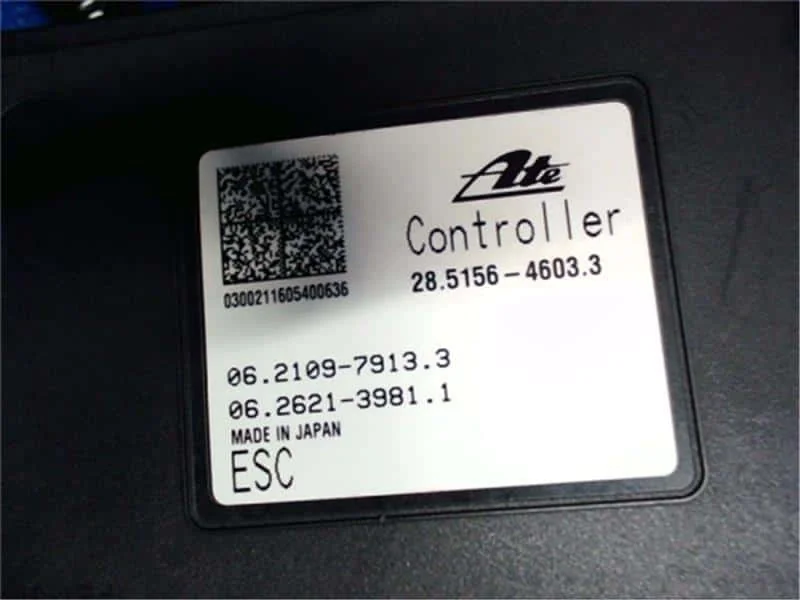 Ate
Controller
28.5156-4603.3
0300211605400636
06.2109-7913.3
06.2621-3981.1
MADE IN JAPAN
ESC